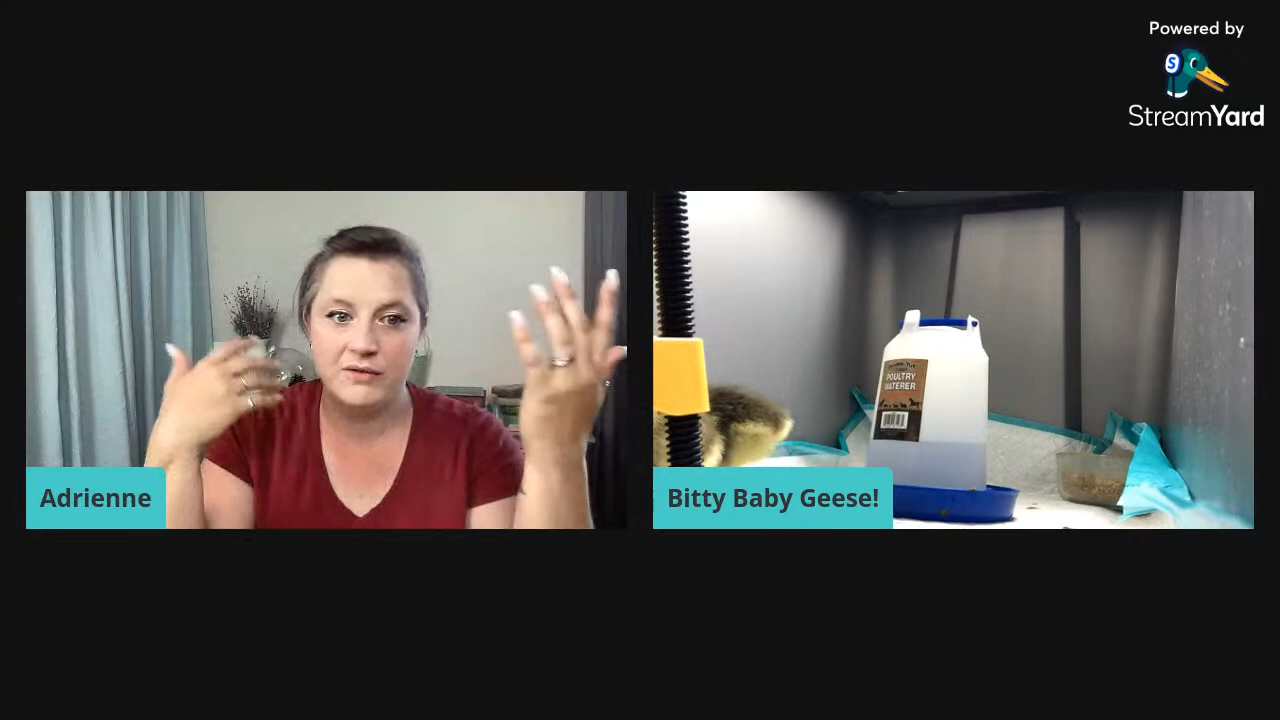 Powered by
S
StreamYard
POULTRY
WATERER
Adrienne
Bitty Baby Geese!